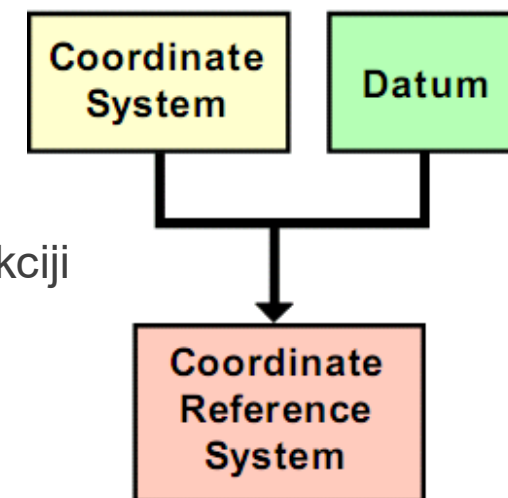 Coordinate
System
Datum
kciji
Coordinate
Reference
System